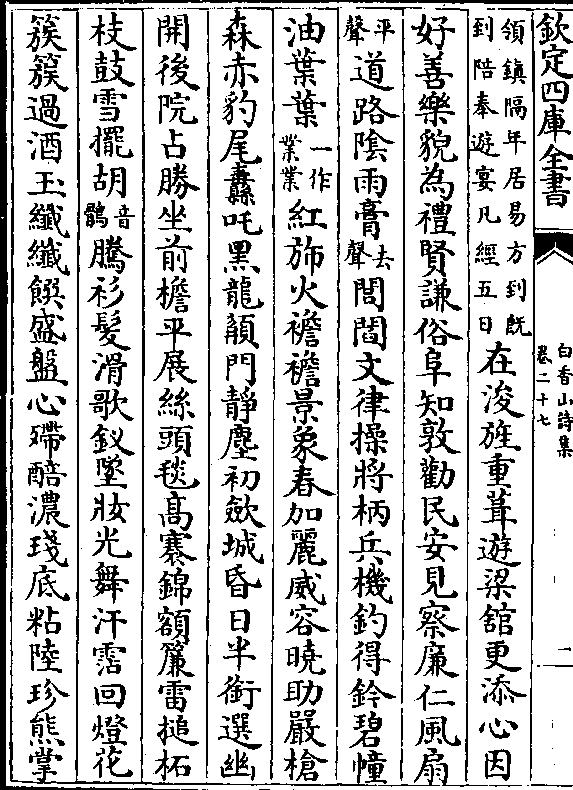 欽定四庫全書
白香山詩集
卷二十七
二
領鎮隔年居易方到既
到陪奉遊宴凡經五日
在浚旌重葺遊梁舘更添心因
好善樂貌為禮賢謙俗阜知敦勸民安見察廉仁風扇
平聲道路陰雨膏去聲閭閻文律操將柄兵機釣得鈐碧幢
油葉葉一作業業紅斾火襜襜景象春加麗威容曉助嚴槍
森赤豹尾纛吒黒龍門靜塵初斂城昏日半銜選幽
開後院占勝坐前檐平展絲頭毯髙褰錦額簾雷搥柘
枝鼓雪擺胡音鶻騰衫髮滑歌釵墜妝光舞汗霑回燈花
簇簇過酒玉纖纖饌盛盤心殢醅濃琖底粘陸珍熊掌